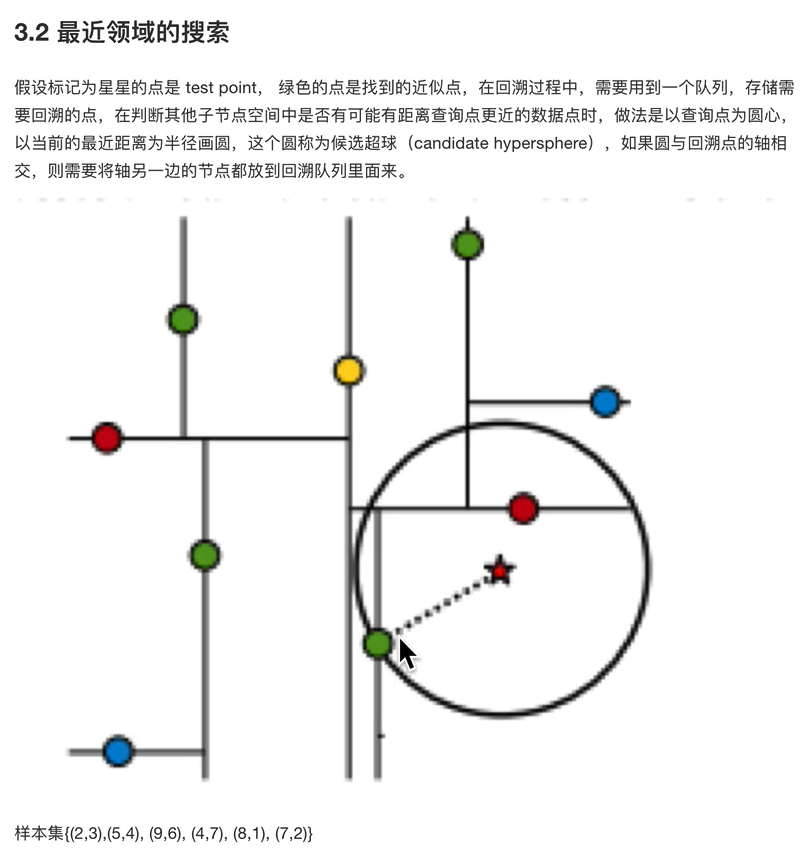 3.2 最近领域的搜索
假设标记为星星的点是 test point， 绿色的点是找到的近似点，在回溯过程中，需要用到一个队列，存储需
要回溯的点，在判断其他子节点空间中是否有可能有距离查询点更近的数据点时，做法是以查询点为圆心，
以当前的最近距离为半径画圆，这个圆称为候选超球（candidate hypersphere），如果圆与回溯点的轴相
交，则需要将轴另一边的节点都放到回溯队列里面来。
样本集{(2,3),(5,4), (9,6), (4,7), (8,1), (7,2)}